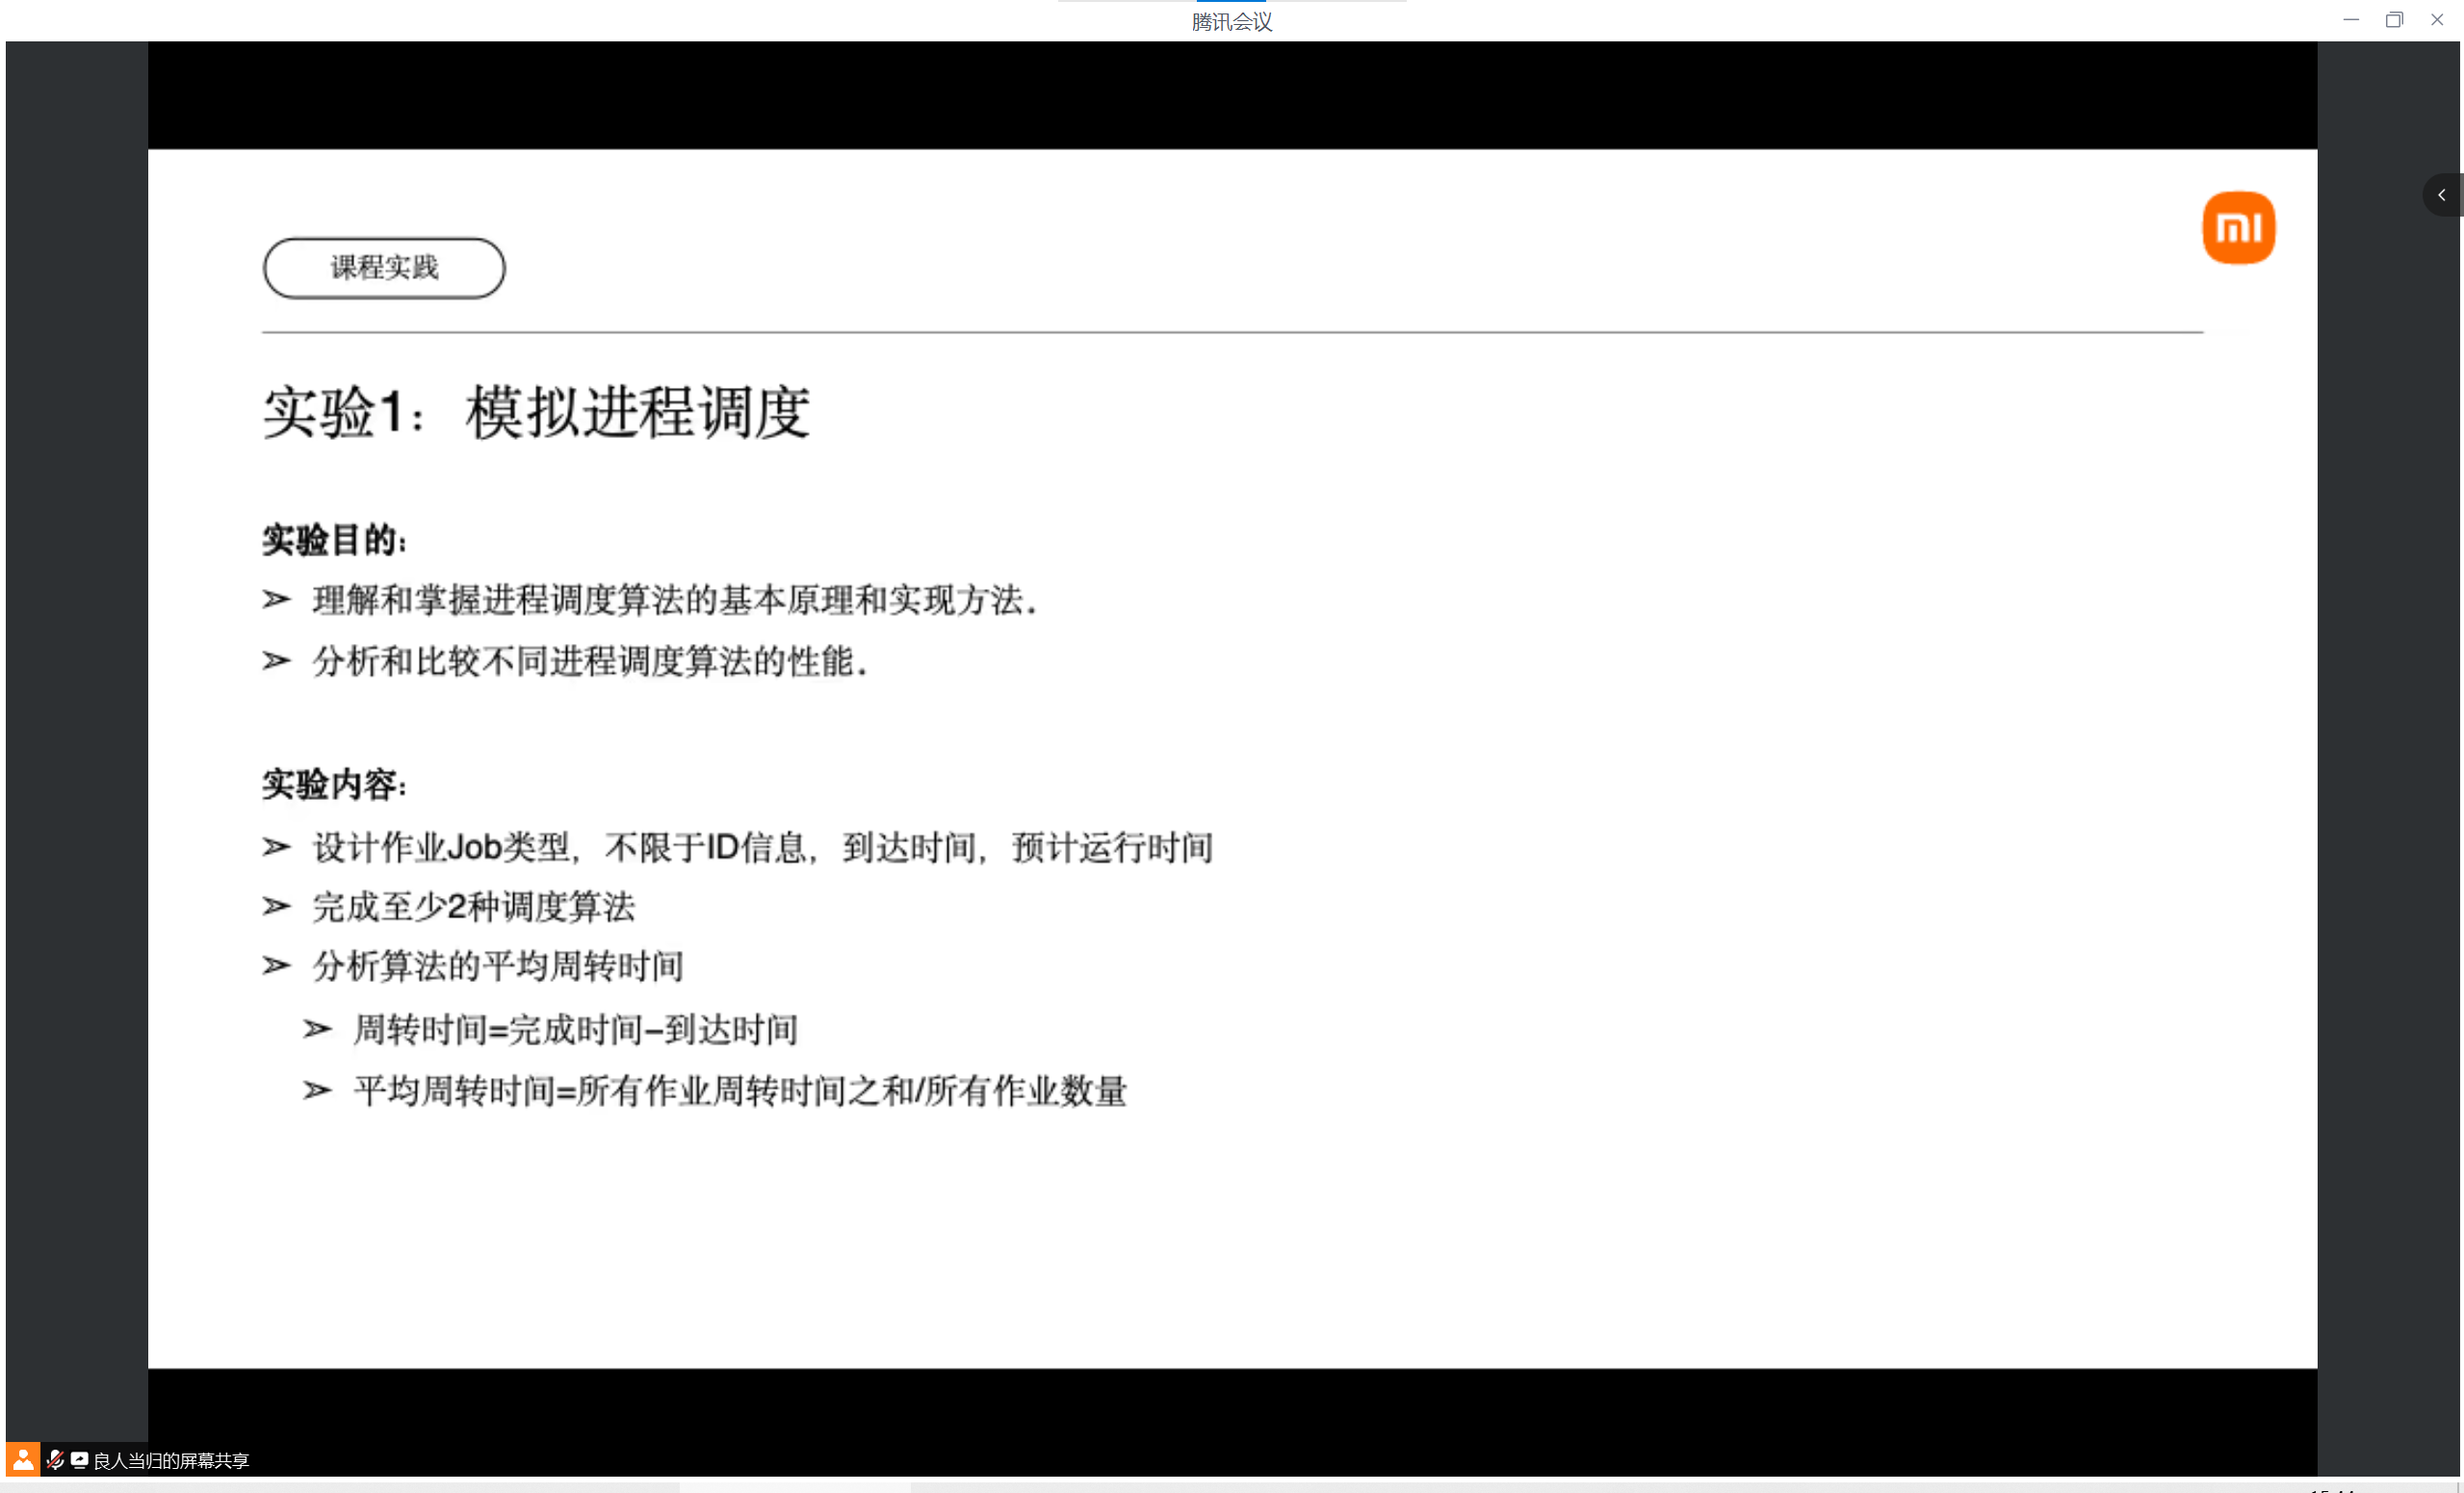 腾讯会议
mi
课程实践
实验1：模拟进程调度
实验目的：
➢ 理解和掌握进程调度算法的基本原理和实现方法.
➢ 分析和比较不同进程调度算法的性能.
实验内容：
➢ 设计作业Job类型，不限于ID信息，到达时间，预计运行时间
➢ 完成至少2种调度算法
➢ 分析算法的平均周转时间
➢ 周转时间=完成时间–到达时间
➢ 平均周转时间=所有作业周转时间之和/所有作业数量
良人当归的屏幕共享